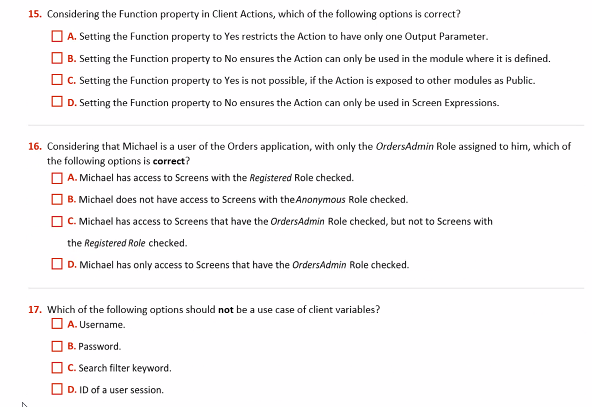 15. Considering the Function property in Client Actions, which of the following options is correct?
A. Setting the Function property to Yes restricts the Action to have only one Output Parameter.
B. Setting the Function property to No ensures the Action can only be used in the module where it is defined.
C. Setting the Function property to Yes is not possible, if the Action is exposed to other modules as Public.
D. Setting the Function property to No ensures the Action can only be used in Screen Expressions.
16. Considering that Michael is a user of the Orders application, with only the OrdersAdmin Role assigned to him, which of
the following options is correct?
A. Michael has access to Screens with the Registered Role checked.
B. Michael does not have access to Screens with theAnonymous Role checked.
C. Michael has access to Screens that have the OrdersAdmin Role checked, but not to Screens with
the Registered Role checked.
D. Michael has only access to Screens that have the OrdersAdmin Role checked.
17. Which of the following options should not be a use case of client variables?
A. Username.
B. Password.
C. Search filter keyword.
D. ID of a user session.